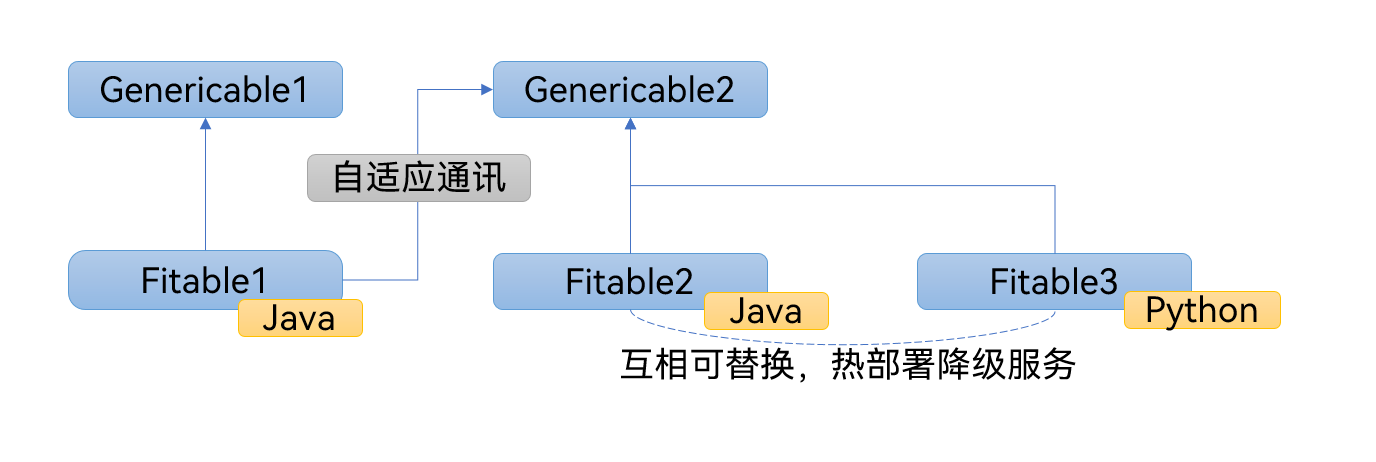 Genericable1
Genericable2
自适应通讯
Fitable1
Java
Fitable2
Java
Fitable3
Python
互相可替换，热部署降级服务